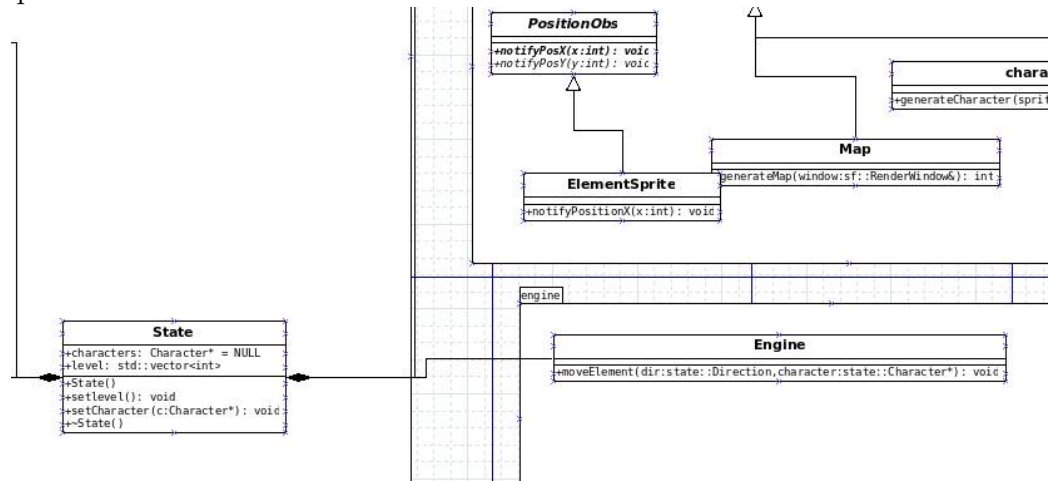 PositionObs
+notifyPosX(x:int): void
+notifyPosY(y:int): void
chara
+generateCharacter(sprit
Map
generateMap(window:sf::RenderWindow&): int
ElementSprite
+notifyPositionX(x:int): void
engine
State
+characters: Character* = NULL
+level: std::vector<int>
+State()
+setlevel(): void
+setCharacter(c:Character*): void
+~State()
Engine
+moveElement(dir:state::Direction,character:state::Character*): void